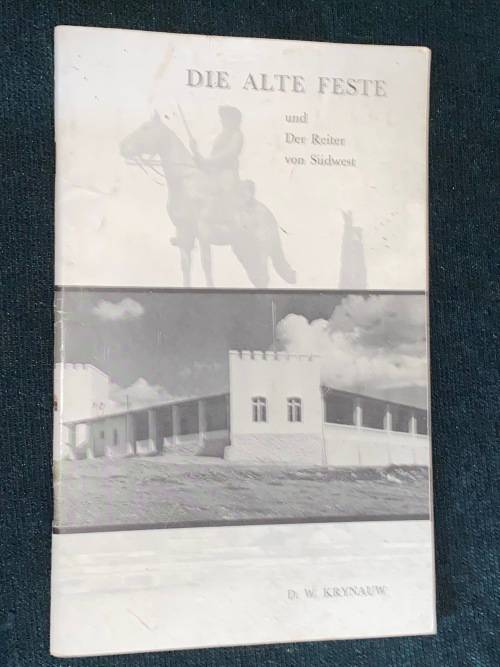 DIE ALTE FESTE
und
Der Reiter
von Südwest
D. W. KRYNAUW